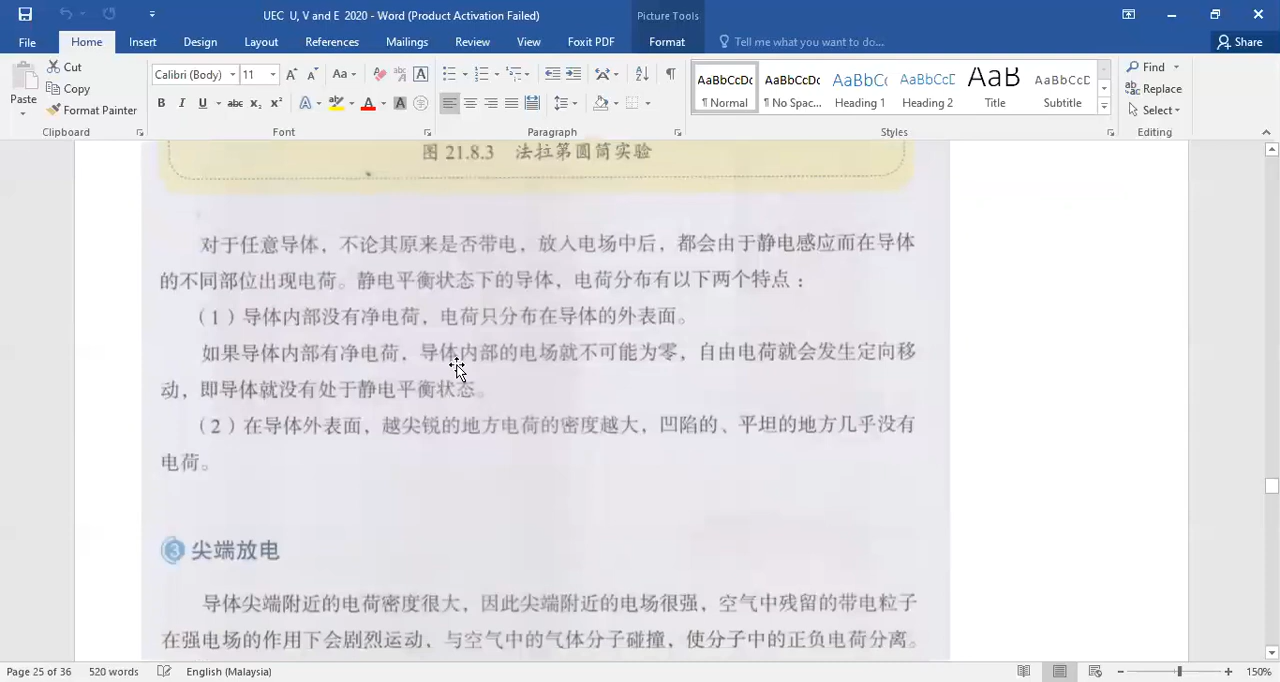 UEC U, V and E 2020 - Word (Product Activation Failed)
Picture Tools
File Home Insert Design Layout References Mailings Review View Foxit PDF Format Tell me what you want to do... Share
Paste
Cut
Copy
Format Painter
Clipboard
Calibri (Body) 11
Font
Paragraph
AaBbCcDc AaBbCcDc AaBbCc AaBbCcD AaB AaBbCcD
¶ Normal ¶ No Spac... Heading 1 Heading 2 Title Subtitle
Styles
Find
Replace
Select
Editing
图 21.8.3 法拉第圆筒实验
对于任意导体，不论其原来是否带电，放入电场中后，都会由于静电感应而在导体
的不同部位出现电荷。静电平衡状态下的导体，电荷分布有以下两个特点：
（1）导体内部没有净电荷，电荷只分布在导体的外表面。
如果导体内部有净电荷，导体内部的电场就不可能为零，自由电荷就会发生定向移
动，即导体就没有处于静电平衡状态。
（2）在导体外表面，越尖锐的地方电荷的密度越大，凹陷的、平坦的地方几乎没有
电荷。
3 尖端放电
导体尖端附近的电荷密度很大，因此尖端附近的电场很强，空气中残留的带电粒子
在强电场的作用下会剧烈运动，与空气中的气体分子碰撞，使分子中的正负电荷分离。
Page 25 of 36 520 words English (Malaysia) 150%